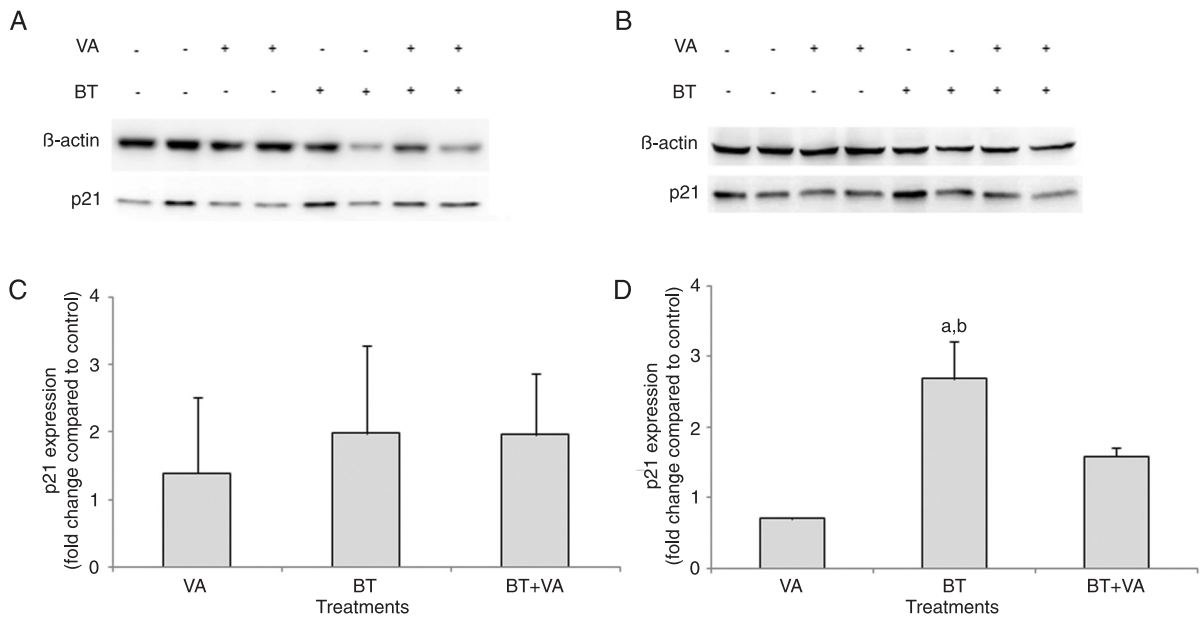 A
VA - - + + - - + +
BT - - - - + + + +
ß-actin
p21
B
VA - - + + - - + +
BT - - - - + + + +
ß-actin
p21
C
p21 expression
(fold change compared to control)
4
3
2
1
0
VA BT BT+VA
Treatments
D
p21 expression
(fold change compared to control)
4
3
2
1
0
a,b
VA BT BT+VA
Treatments